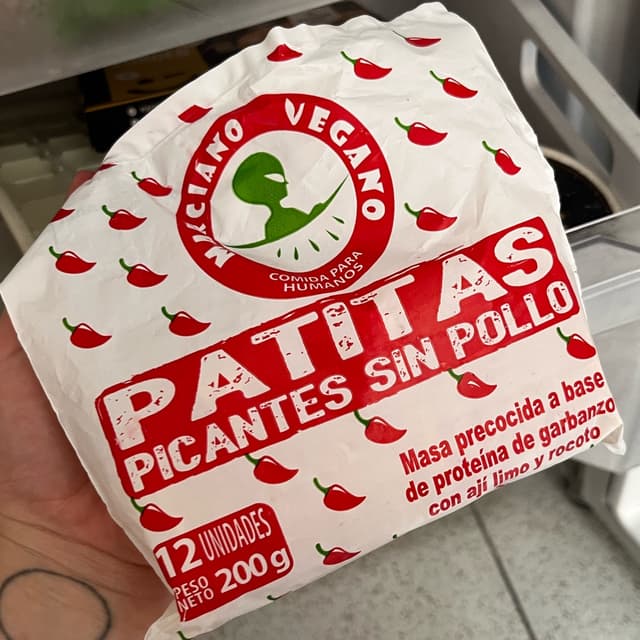 MARCIANO VEGANO
COMIDA PARA
HUMANOS
PATITAS
PICANTES SIN POLLO
Masa precocida a base
de proteína de garbanzo
con ají limo y rocoto
12 UNIDADES
PESO
NETO 200 g